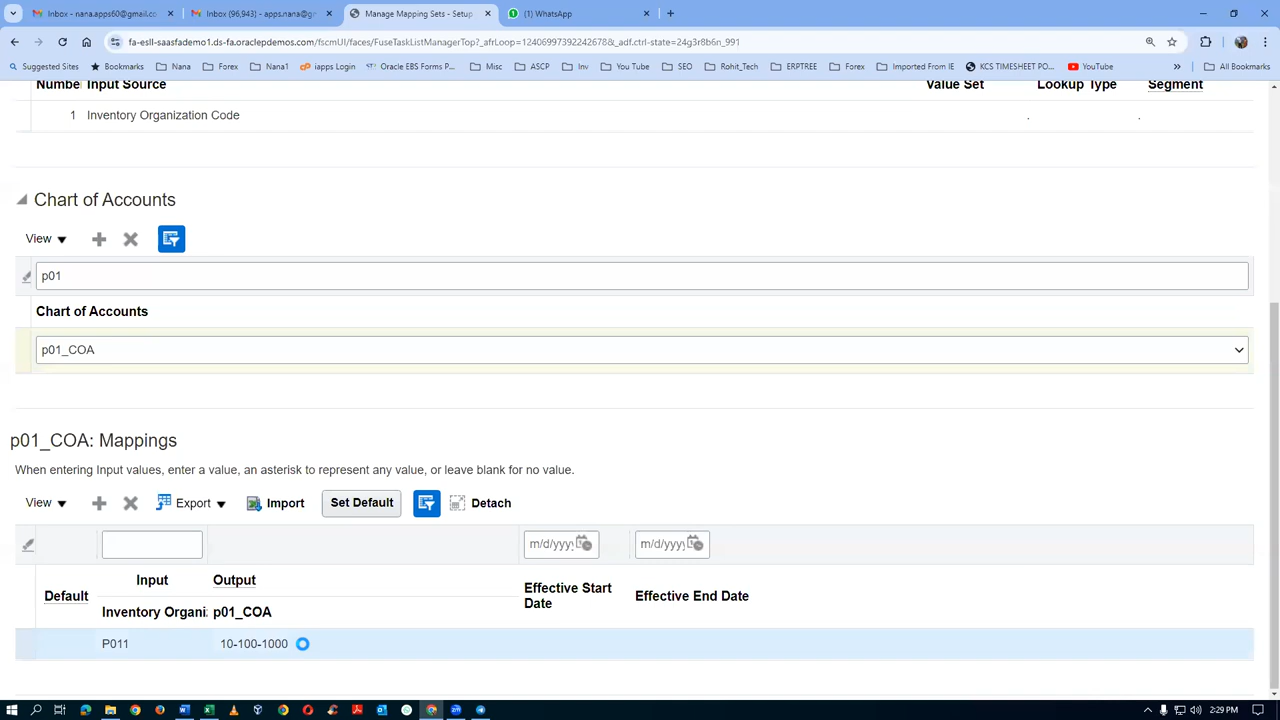 Inbox - nana.apps60@gmail.co
Inbox (96,943) - apps.nana@gm
Manage Mapping Sets - Setup
(1) WhatsApp
fa-esll-saasfademo1.ds-fa.oraclepdemos.com/fscmUI/faces/FuseTaskListManagerTop?_afrLoop=1240699739224267​8&_adf.ctrl-state=24g3r8b6n_991
Suggested Sites
Bookmarks
Nana
Forex
Nana1
iapps Login
Oracle EBS Forms P...
Misc
ASCP
Inv
You Tube
SEO
Rohit_Tech
ERPTREE
Forex
Imported From IE
KCS TIMESHEET PO...
YouTube
All Bookmarks
Numbe Input Source Value Set Lookup Type Segment
1 Inventory Organization Code
Chart of Accounts
View
p01
Chart of Accounts
p01_COA
p01_COA: Mappings
When entering Input values, enter a value, an asterisk to represent any value, or leave blank for no value.
View Export Import Set Default Detach
m/d/yyyy m/d/yyyy
Input Output
Default Effective Start Date Effective End Date
Inventory Organi: p01_COA
P011 10-100-1000
2:29 PM